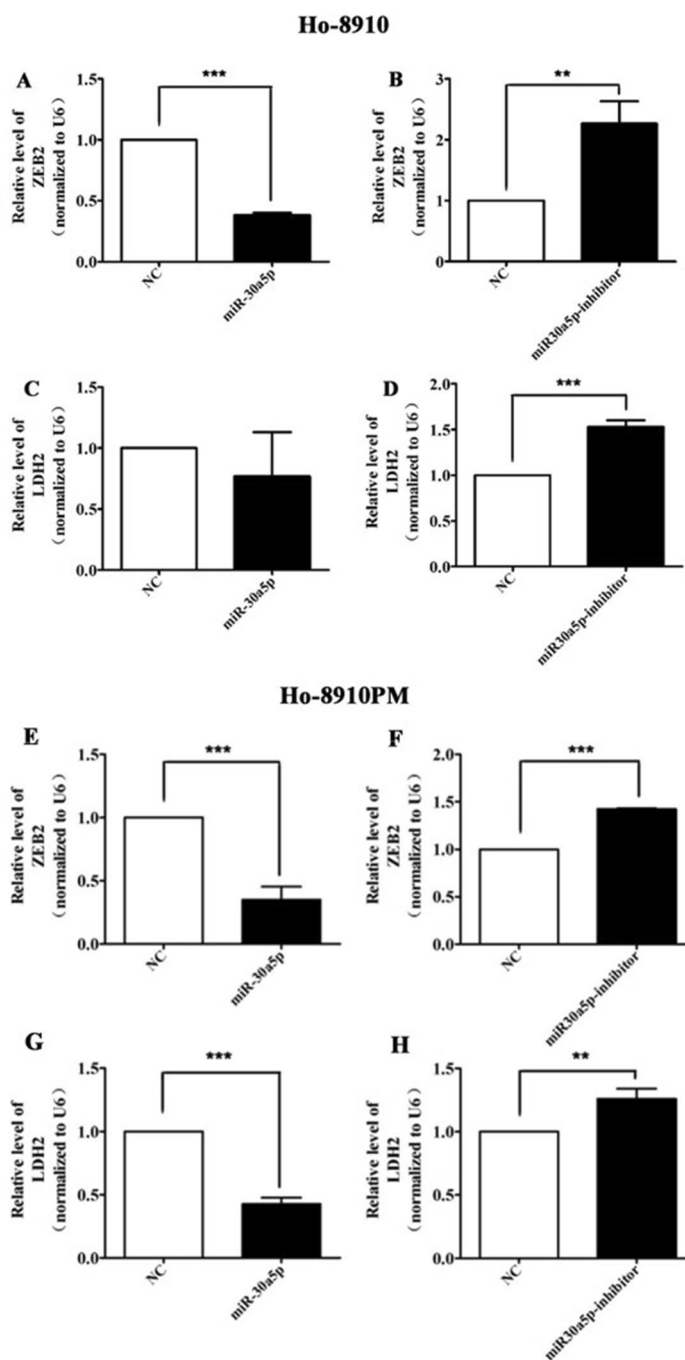 Ho-8910
A
Relative level of
ZEB2
(normalized to U6)
1.5
1.0
0.5
0.0
***
NC
miR-30a5p
B
Relative level of
ZEB2
(normalized to U6)
3
2
1
0
**
NC
miR30a5p-inhibitor
C
Relative level of
LDH2
(normalized to U6)
1.5
1.0
0.5
0.0
NC
miR-30a5p
D
Relative level of
LDH2
(normalized to U6)
2.0
1.5
1.0
0.5
0.0
***
NC
miR30a5p-inhibitor
Ho-8910PM
E
Relative level of
ZEB2
(normalized to U6)
1.5
1.0
0.5
0.0
***
NC
miR-30a5p
F
Relative level of
ZEB2
(normalized to U6)
2.0
1.5
1.0
0.5
0.0
***
NC
miR30a5p-inhibitor
G
Relative level of
LDH2
(normalized to U6)
1.5
1.0
0.5
0.0
***
NC
miR-30a5p
H
Relative level of
LDH2
(normalized to U6)
1.5
1.0
0.5
0.0
**
NC
miR30a5p-inhibitor